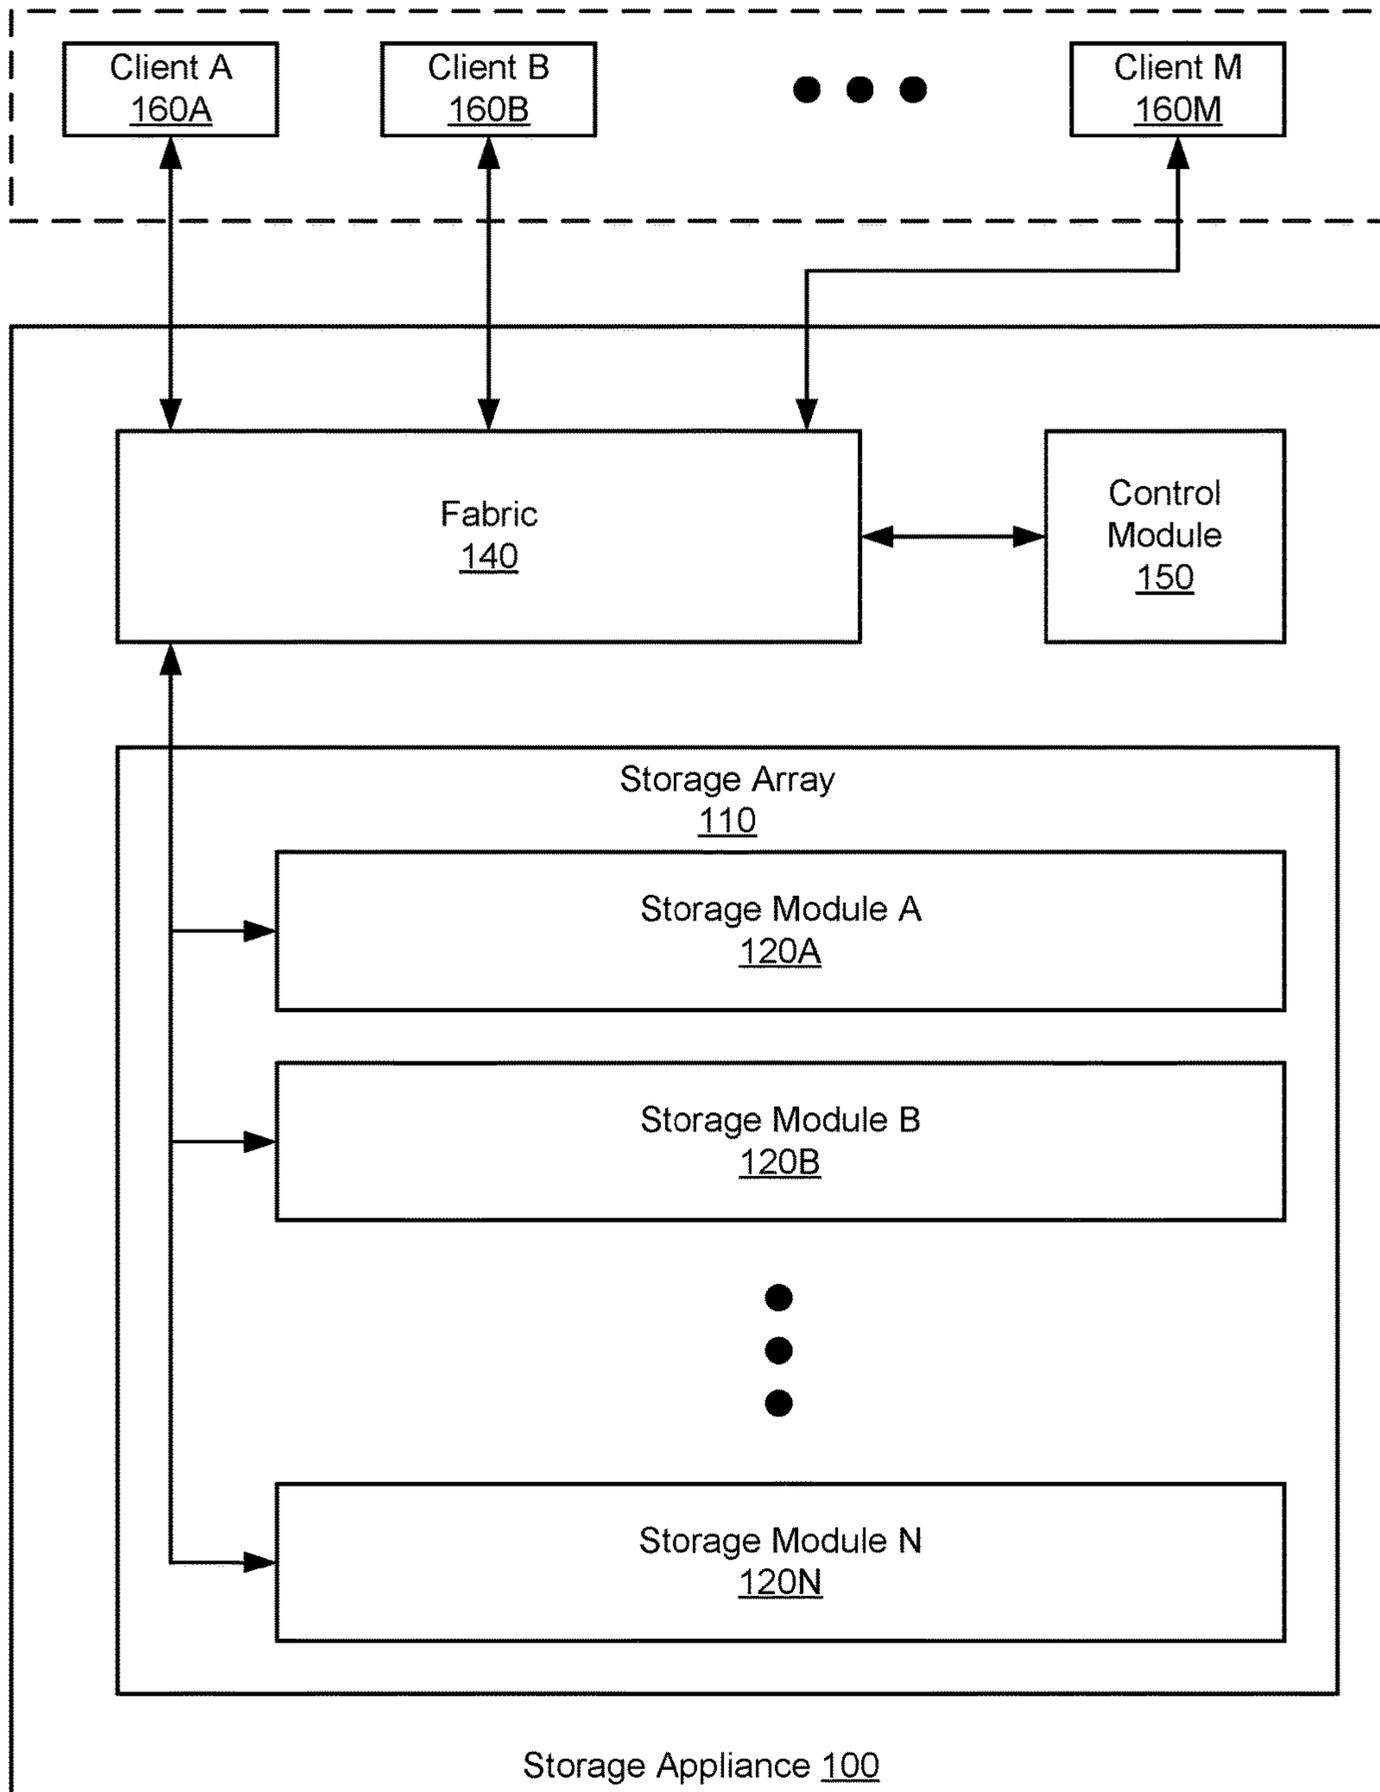 Client A
160A
Client B
160B
Client M
160M
Fabric
140
Control
Module
150
Storage Array
110
Storage Module A
120A
Storage Module B
120B
Storage Module N
120N
Storage Appliance 100